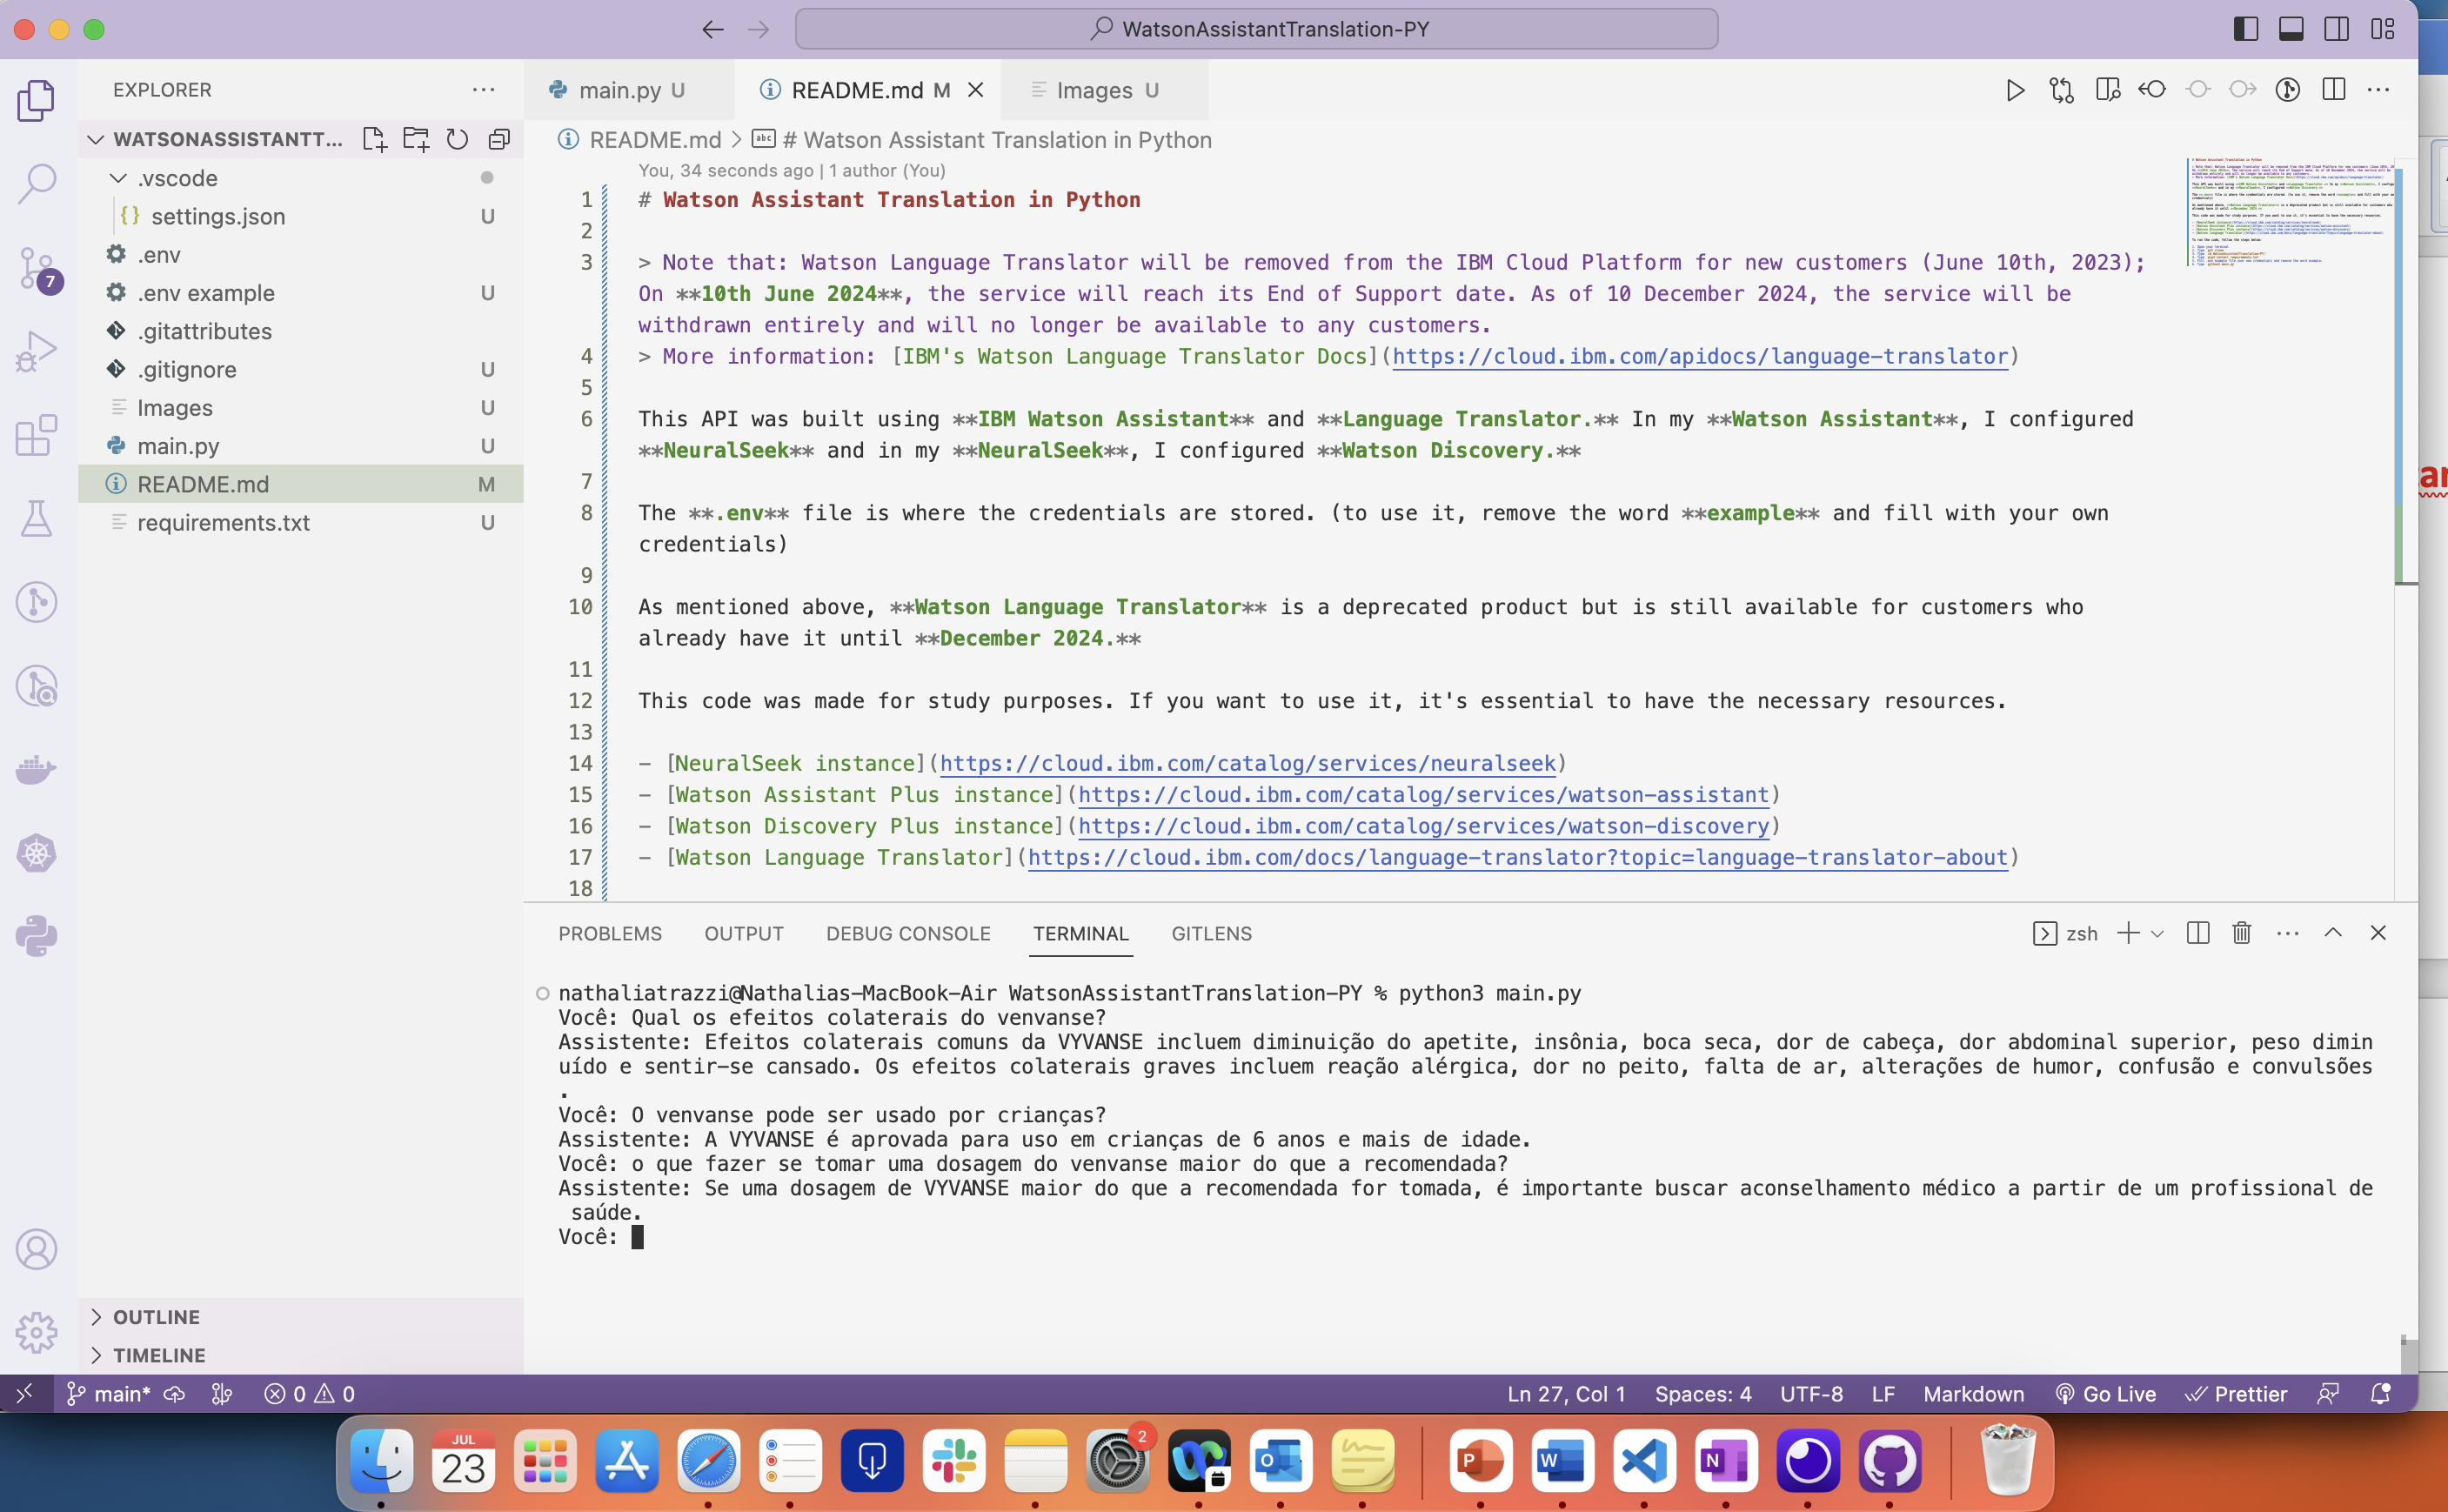 WatsonAssistantTranslation-PY
EXPLORER
main.py U
README.md M
Images U
WATSONASSISTANTT...
README.md > # Watson Assistant Translation in Python
.vscode
settings.json U
.env
.env example U
.gitattributes
.gitignore U
Images U
main.py U
README.md M
requirements.txt U
OUTLINE
TIMELINE
7
You, 34 seconds ago | 1 author (You)
1 # Watson Assistant Translation in Python
2
3 > Note that: Watson Language Translator will be removed from the IBM Cloud Platform for new customers (June 10th, 2023);
On **10th June 2024**, the service will reach its End of Support date. As of 10 December 2024, the service will be
withdrawn entirely and will no longer be available to any customers.
4 > More information: [IBM's Watson Language Translator Docs](https://cloud.ibm.com/apidocs/language-translator)
5
6 This API was built using **IBM Watson Assistant** and **Language Translator.** In my **Watson Assistant**, I configured
**NeuralSeek** and in my **NeuralSeek**, I configured **Watson Discovery.**
7
8 The **.env** file is where the credentials are stored. (to use it, remove the word **example** and fill with your own
credentials)
9
10 As mentioned above, **Watson Language Translator** is a deprecated product but is still available for customers who
already have it until **December 2024.**
11
12 This code was made for study purposes. If you want to use it, it's essential to have the necessary resources.
13
14 - [NeuralSeek instance](https://cloud.ibm.com/catalog/services/neuralseek)
15 - [Watson Assistant Plus instance](https://cloud.ibm.com/catalog/services/watson-assistant)
16 - [Watson Discovery Plus instance](https://cloud.ibm.com/catalog/services/watson-discovery)
17 - [Watson Language Translator](https://cloud.ibm.com/docs/language-translator?topic=language-translator-about)
18
PROBLEMS OUTPUT DEBUG CONSOLE TERMINAL GITLENS
zsh
nathaliatrazzi@Nathalias-MacBook-Air WatsonAssistantTranslation-PY % python3 main.py
Você: Qual os efeitos colaterais do venvanse?
Assistente: Efeitos colaterais comuns da VYVANSE incluem diminuição do apetite, insônia, boca seca, dor de cabeça, dor abdominal superior, peso dimin
uído e sentir-se cansado. Os efeitos colaterais graves incluem reação alérgica, dor no peito, falta de ar, alterações de humor, confusão e convulsões
.
Você: O venvanse pode ser usado por crianças?
Assistente: A VYVANSE é aprovada para uso em crianças de 6 anos e mais de idade.
Você: o que fazer se tomar uma dosagem do venvanse maior do que a recomendada?
Assistente: Se uma dosagem de VYVANSE maior do que a recomendada for tomada, é importante buscar aconselhamento médico a partir de um profissional de
saúde.
Você:
main* 0 0 Ln 27, Col 1 Spaces: 4 UTF-8 LF Markdown Go Live Prettier
JUL
23
2